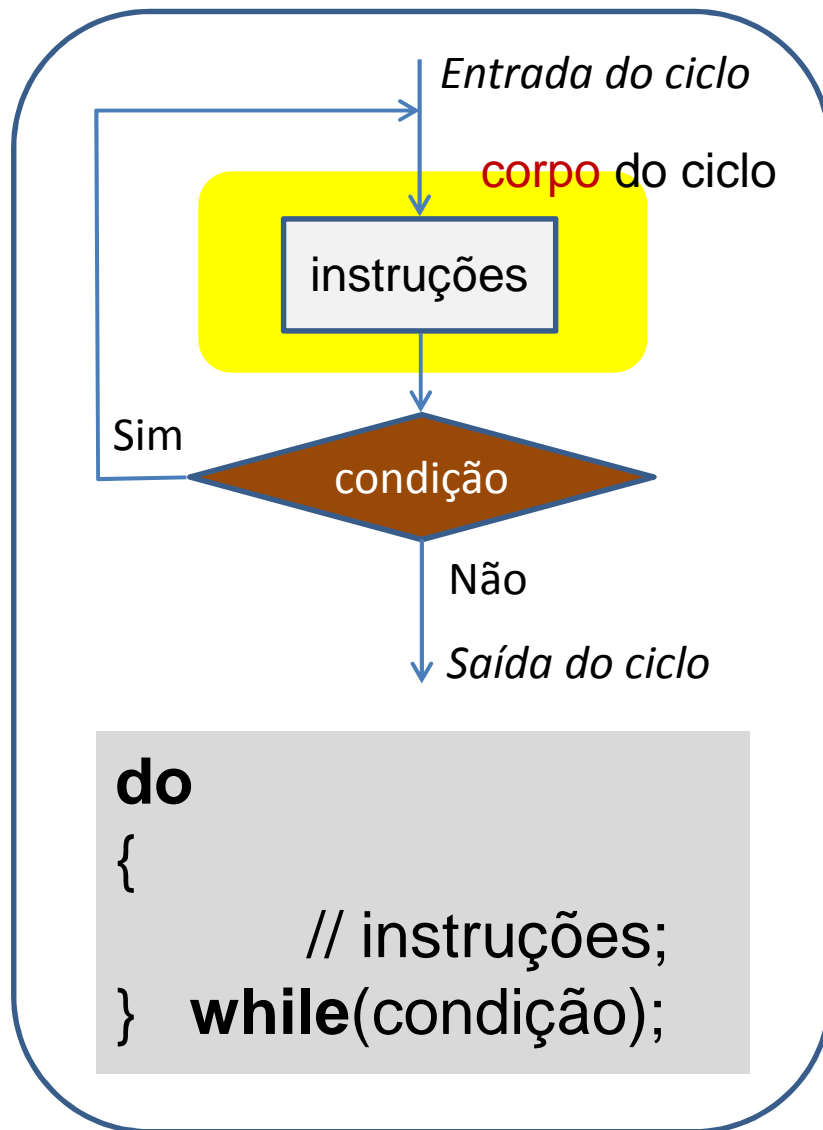 Entrada do ciclo
corpo do ciclo
instruções
Sim
condição
Não
Saída do ciclo
do
{
// instruções;
} while(condição);